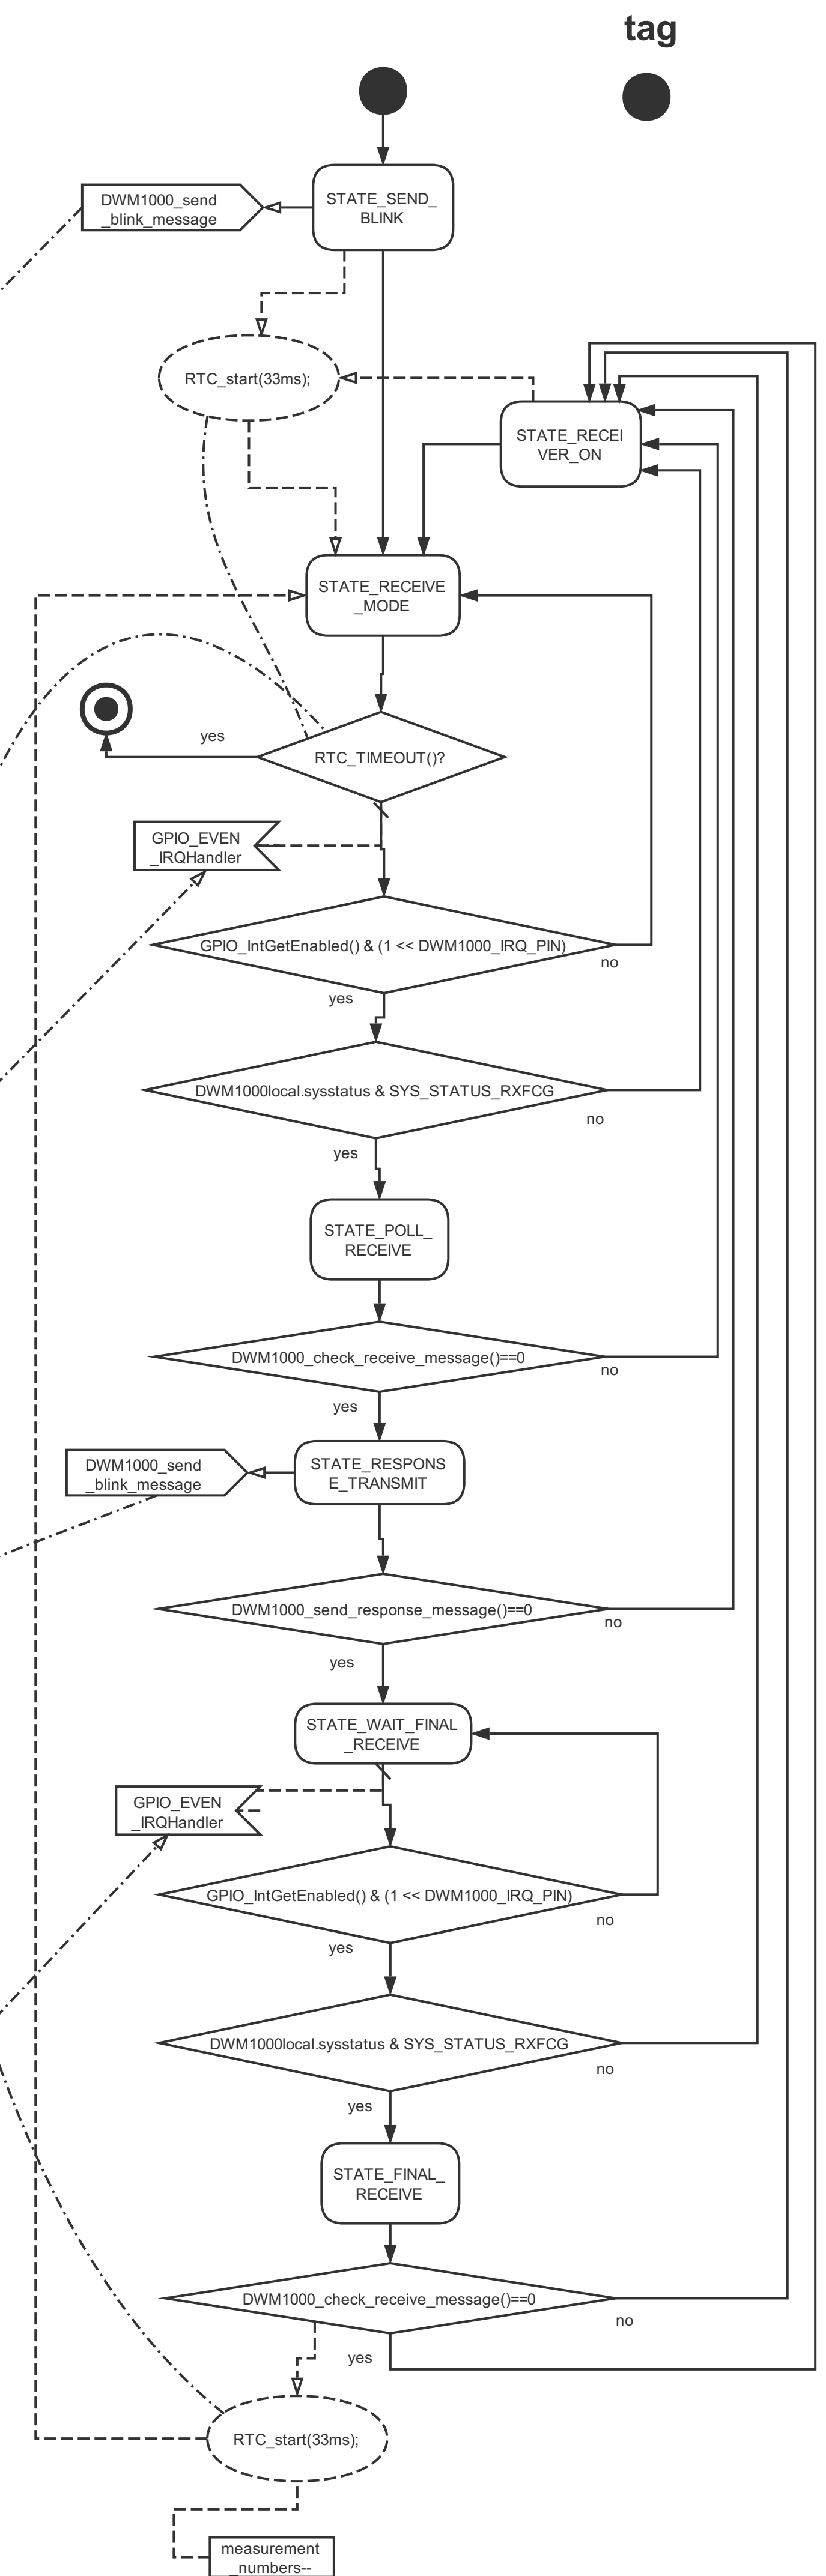 tag
STATE_SEND_
BLINK
DWM1000_send
_blink_message
RTC_start(33ms);
STATE_RECEI
VER_ON
STATE_RECEIVE
_MODE
yes
RTC_TIMEOUT()?
GPIO_EVEN
_IRQHandler
GPIO_IntGetEnabled() & (1 << DWM1000_IRQ_PIN)
no
yes
DWM1000local.sysstatus & SYS_STATUS_RXFCG
no
yes
STATE_POLL_
RECEIVE
DWM1000_check_receive_message()==0
no
yes
STATE_RESPONS
E_TRANSMIT
DWM1000_send
_blink_message
DWM1000_send_response_message()==0
no
yes
STATE_WAIT_FINAL
_RECEIVE
GPIO_EVEN
_IRQHandler
GPIO_IntGetEnabled() & (1 << DWM1000_IRQ_PIN)
no
yes
DWM1000local.sysstatus & SYS_STATUS_RXFCG
no
yes
STATE_FINAL_
RECEIVE
DWM1000_check_receive_message()==0
no
yes
RTC_start(33ms);
measurement
_numbers--